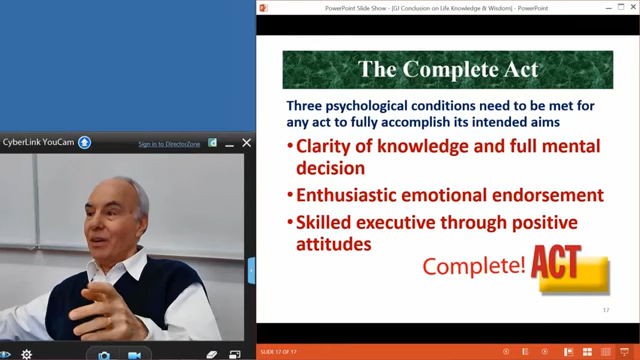 PowerPoint Slide Show - [GI Conclusion on Life Knowledge & Wisdom] - PowerPoint
The Complete Act
Three psychological conditions need to be met for
any act to fully accomplish its intended aims
•Clarity of knowledge and full mental
decision
•Enthusiastic emotional endorsement
•Skilled executive through positive
attitudes
Complete! ACT
17
SLIDE 17 OF 17
CyberLink YouCam
Sign in to DirectorZone